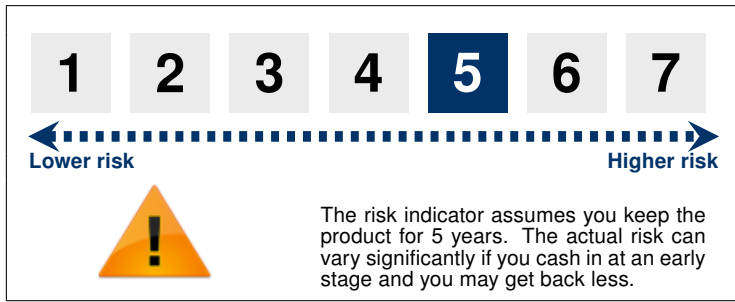 1 2 3 4 5 6 7
Lower risk Higher risk
!
The risk indicator assumes you keep the
product for 5 years. The actual risk can
vary significantly if you cash in at an early
stage and you may get back less.